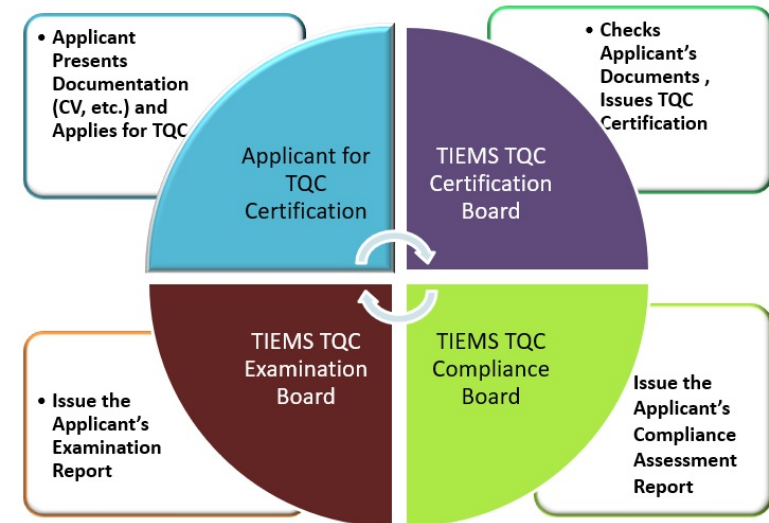 • Applicant
Presents
Documentation
(CV, etc.) and
Applies for TQC
• Checks
Applicant's
Documents ,
Issues TQC
Certification
Applicant for
TQC
Certification
TIEMS TQC
Certification
Board
TIEMS TQC
Examination
Board
TIEMS TQC
Compliance
Board
• Issue the
Applicant's
Examination
Report
Issue the
Applicant's
Compliance
Assessment
Report